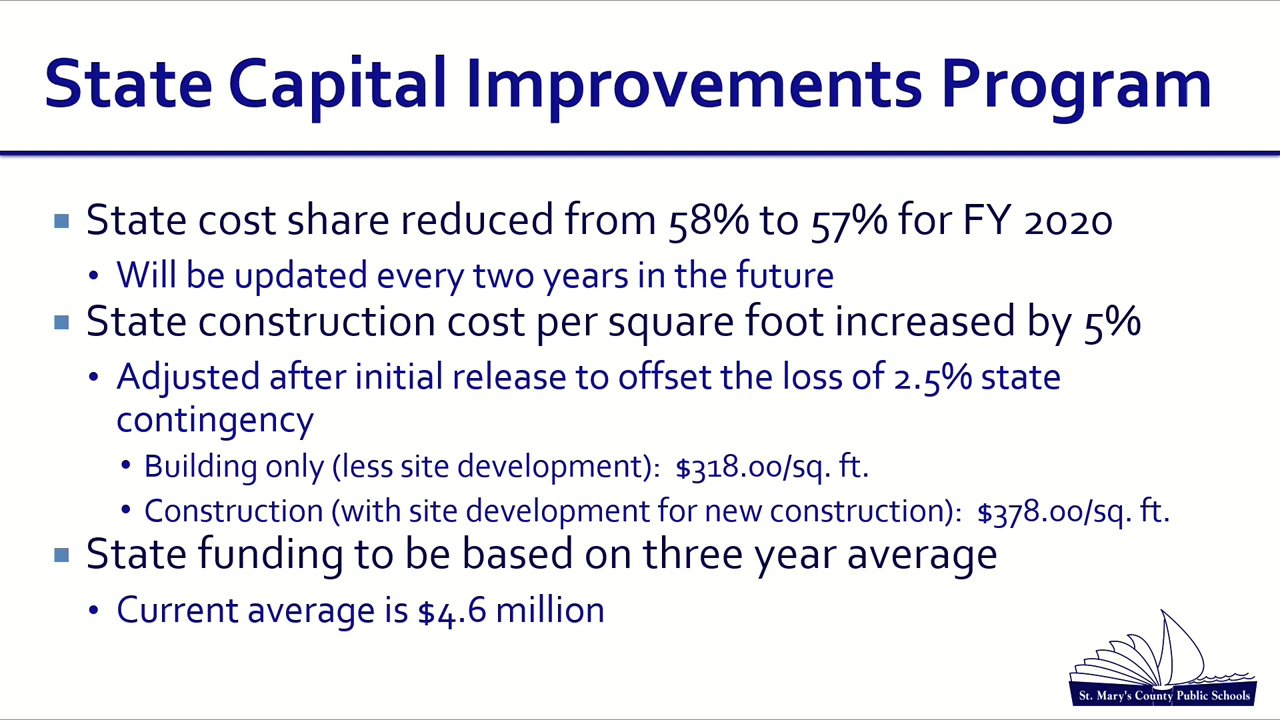 State Capital Improvements Program
▪ State cost share reduced from 58% to 57% for FY 2020
• Will be updated every two years in the future
▪ State construction cost per square foot increased by 5%
• Adjusted after initial release to offset the loss of 2.5% state
contingency
• Building only (less site development): $318.00/sq. ft.
• Construction (with site development for new construction): $378.00/sq. ft.
▪ State funding to be based on three year average
• Current average is $4.6 million
St. Mary's County Public Schools